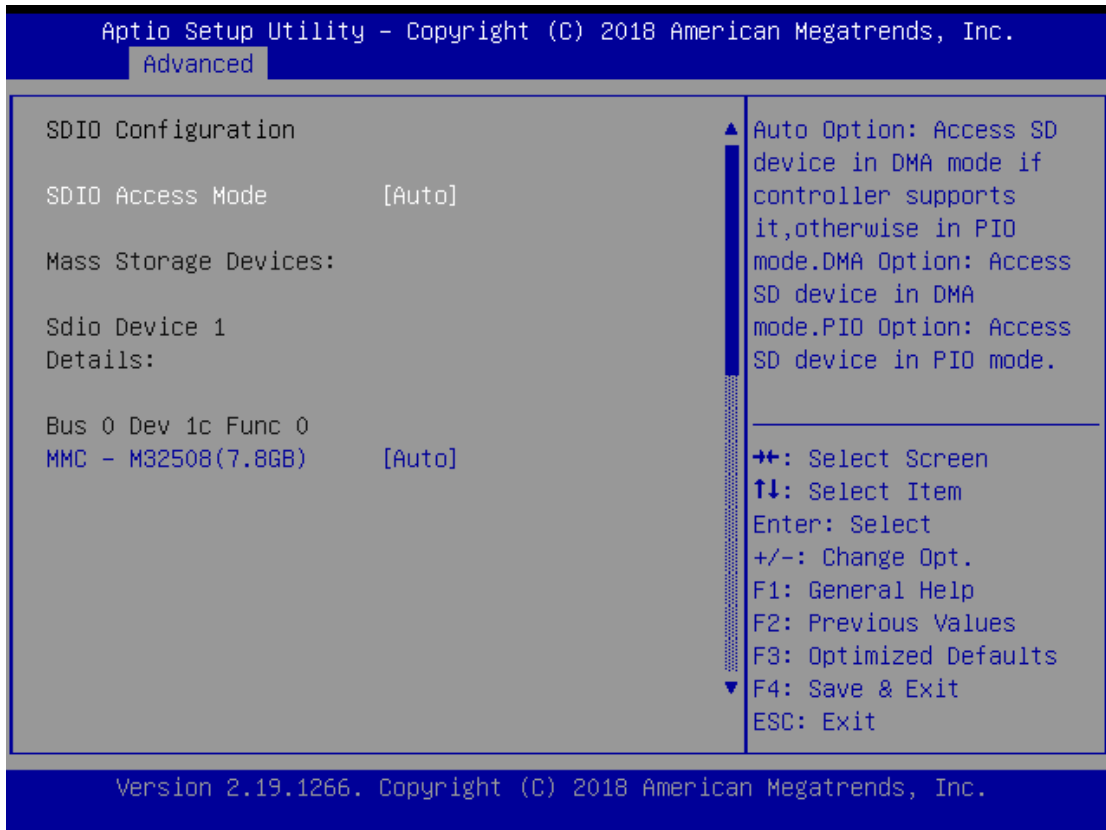 Aptio Setup Utility – Copyright (C) 2018 American Megatrends, Inc.
Advanced
SDIO Configuration
SDIO Access Mode [Auto]
Mass Storage Devices:
Sdio Device 1
Details:
Bus 0 Dev 1c Func 0
MMC – M32508(7.8GB) [Auto]
Auto Option: Access SD
device in DMA mode if
controller supports
it,otherwise in PIO
mode.DMA Option: Access
SD device in DMA
mode.PIO Option: Access
SD device in PIO mode.
→←: Select Screen
↑↓: Select Item
Enter: Select
+/-: Change Opt.
F1: General Help
F2: Previous Values
F3: Optimized Defaults
F4: Save & Exit
ESC: Exit
Version 2.19.1266. Copyright (C) 2018 American Megatrends, Inc.